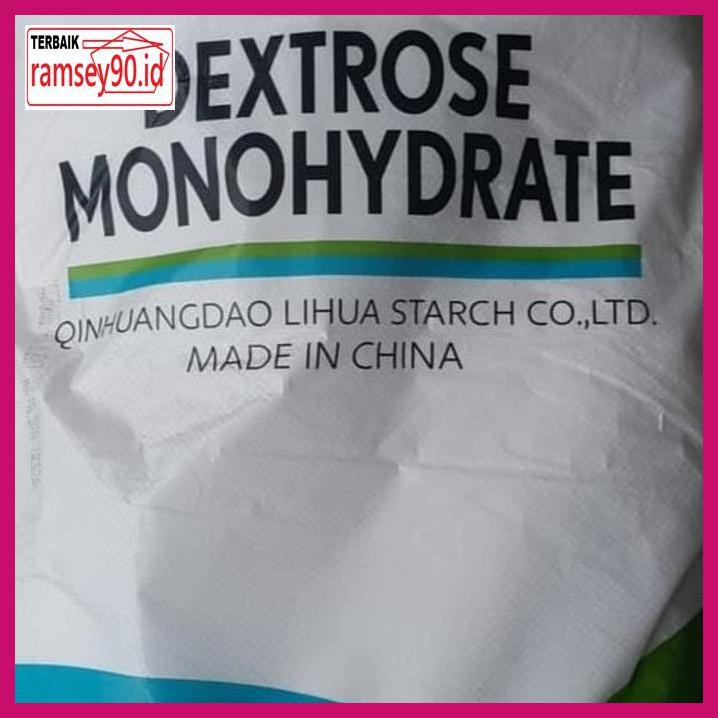 TERBAIK
ramsey90.id
DEXTROSE
MONOHYDRATE
QINHUANGDAO LIHUA STARCH CO.,LTD.
MADE IN CHINA